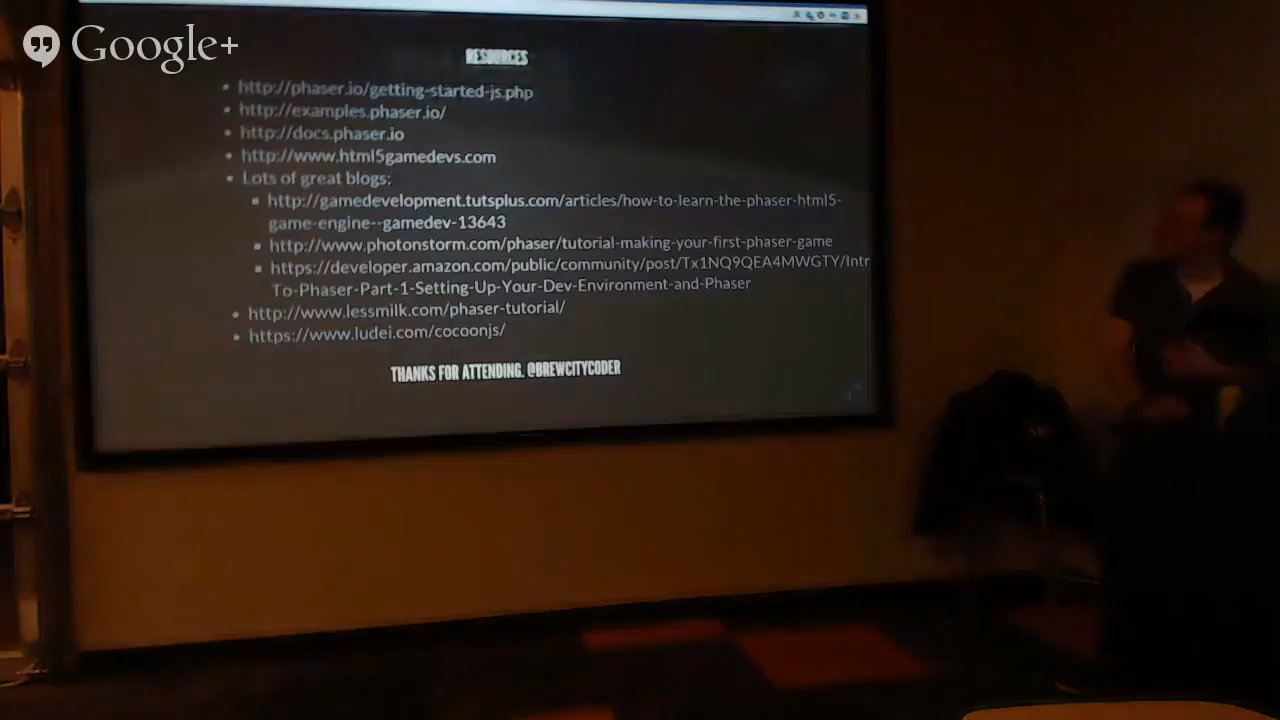 Google+
RESOURCES
• http://phaser.io/getting-started-js.php
• http://examples.phaser.io/
• http://docs.phaser.io
• http://www.html5gamedevs.com
• Lots of great blogs:
▪ http://gamedevelopment.tutsplus.com/articles/how-to-learn-the-phaser-html5-
game-engine--gamedev-13643
▪ http://www.photonstorm.com/phaser/tutorial-making-your-first-phaser-game
▪ https://developer.amazon.com/public/community/post/Tx1NQ9QEA4MWGTY/Intr
To-Phaser-Part-1-Setting-Up-Your-Dev-Environment-and-Phaser
• http://www.lessmilk.com/phaser-tutorial/
• https://www.ludei.com/cocoonjs/
THANKS FOR ATTENDING. @BREWCITYCODER